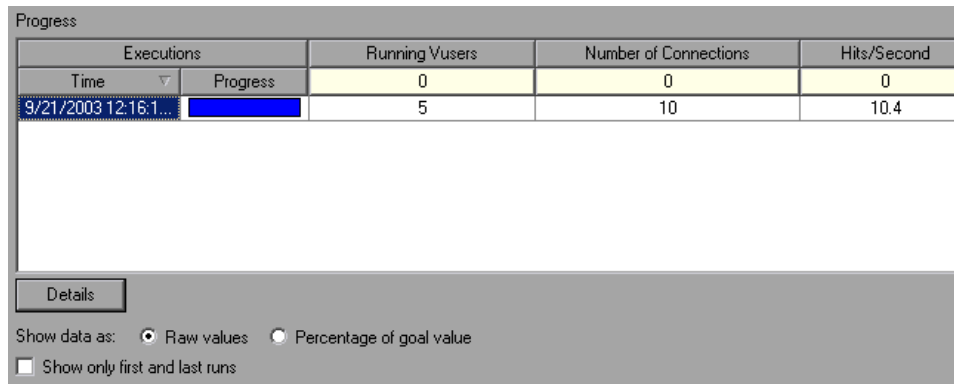 Progress
Executions Running Vusers Number of Connections Hits/Second
Time Progress 0 0 0
9/21/2003 12:16:1... 5 10 10.4
Details
Show data as: Raw values Percentage of goal value
Show only first and last runs